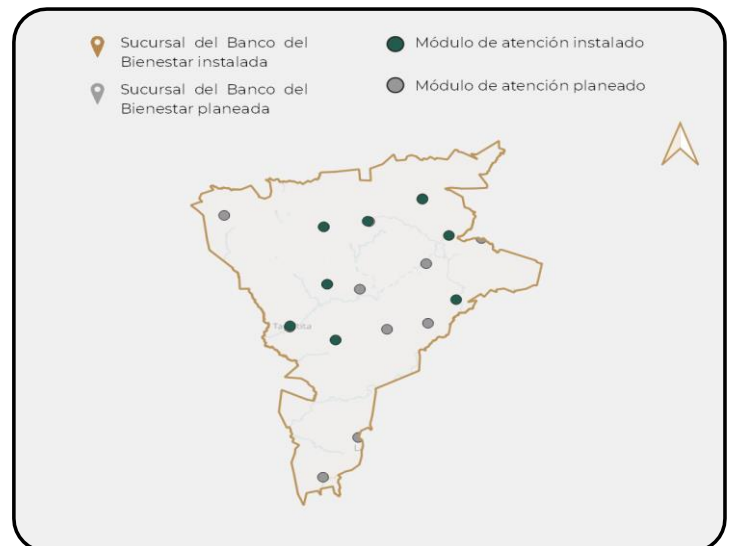 Sucursal del Banco del
Bienestar instalada
Sucursal del Banco del
Bienestar planeada
Módulo de atención instalado
Módulo de atención planeado